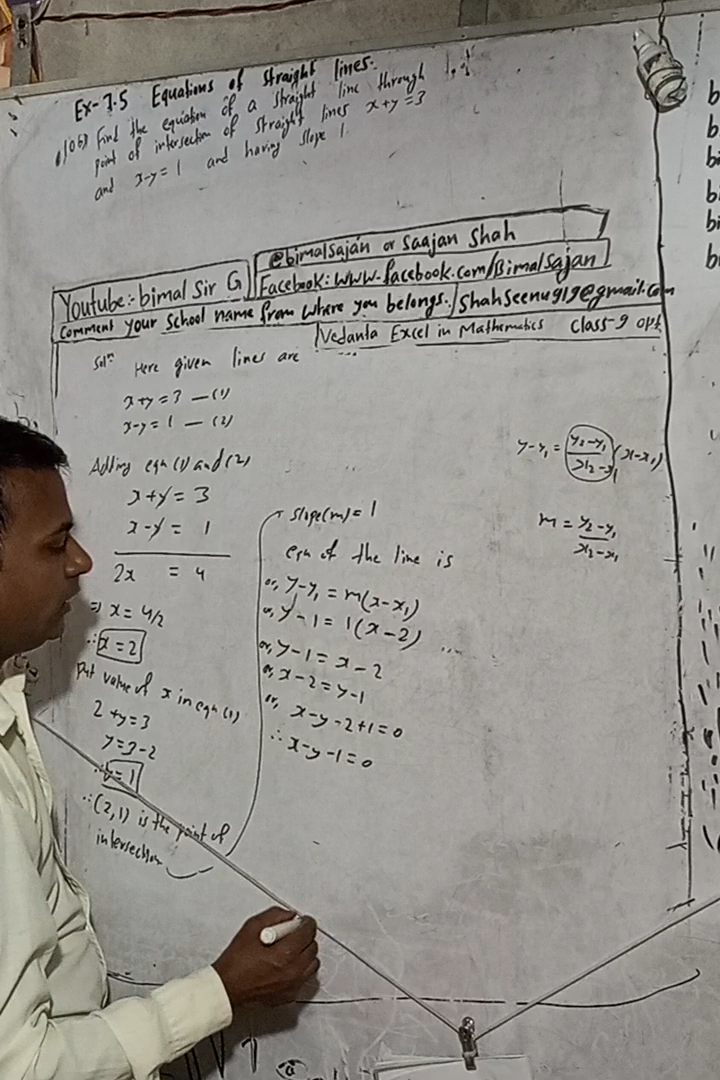 Ex-7.5 Equations of Straight lines.
Find the equation of a straight line through
point of intersection of straight lines x+y=3
and x-y=1 and having slope 1.
@bimalsajan or Saajan Shah
Youtube:- bimal Sir G
Facebook: www.facebook.com/Bimalsajan
Comment your School name from where you belongs.
shahseenu919@gmail.com
Vedanta Excel in Mathematics class-9 opt.
Solⁿ Here given lines are
x+y=3 —(1)
x-y=1 —(2)
Adding eqn (1) and (2)
x+y = 3
x-y = 1
2x = 4
⇒ x = 4/2
∴ x = 2
Put value of x in eqn (1)
2+y=3
y=3-2
∴ y=1
∴ (2,1) is the point of
intersection
Slope(m)=1
eqn of the line is
or, y-y₁ = m(x-x₁)
or, y-1 = 1(x-2)
or, y-1 = x-2
or, x-2 = y-1
or, x-y-2+1=0
∴ x-y-1=0
y-y₁ = y₂-y₁/x₂-x₁ (x-x₁)
m = y₂-y₁/x₂-x₁
b
b
bi
b
bi
b